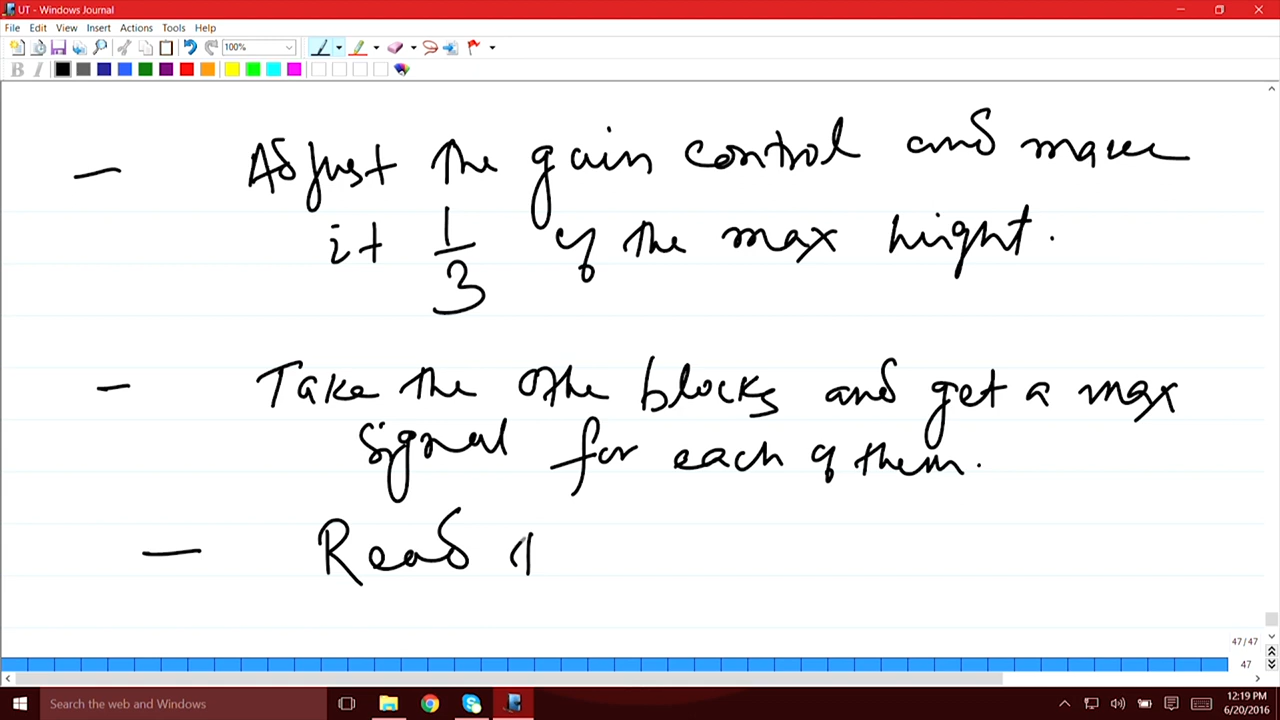 UT - Windows Journal
File Edit View Insert Actions Tools Help
100%
B I
— Adjust the gain control and make
it 1/3 of the max hight.
— Take the othe blocks and get a max
signal for each of them.
— Read
47/47
47
Search the web and Windows
12:19 PM
6/20/2016